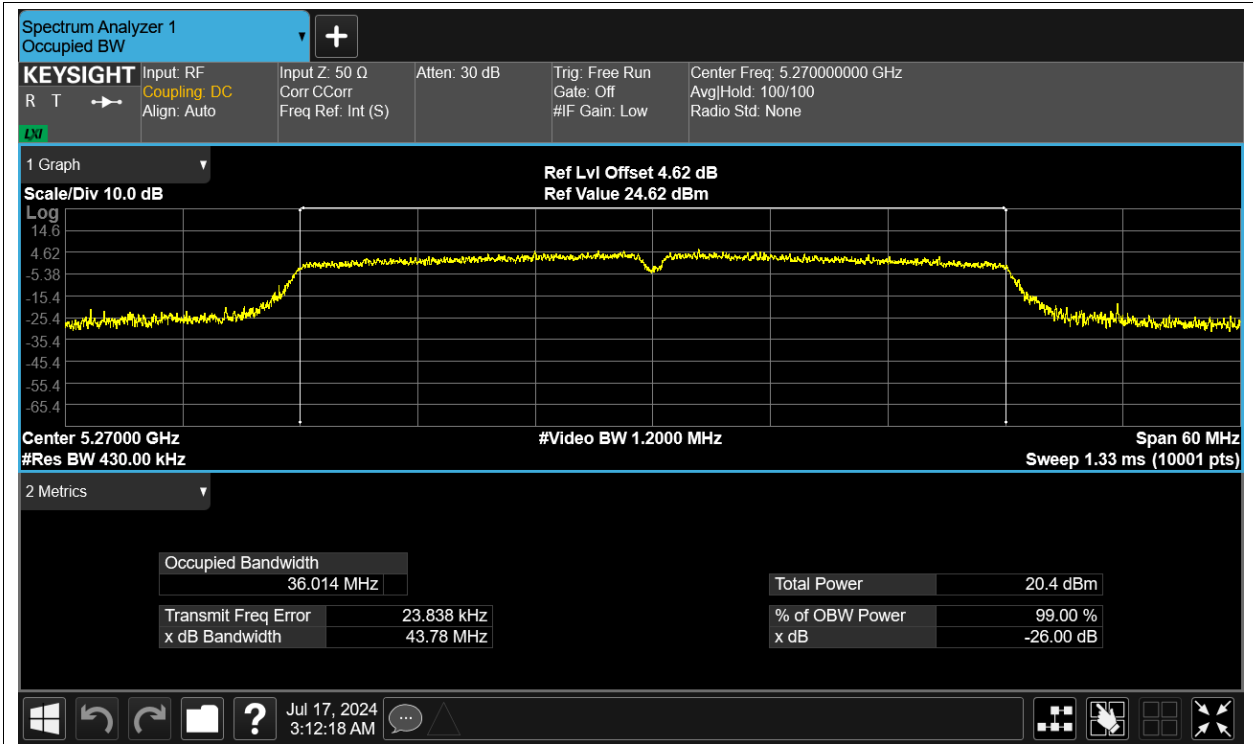 Spectrum Analyzer 1
Occupied BW
KEYSIGHT
R T
LXI
Input: RF
Coupling: DC
Align: Auto
Input Z: 50 Ω
Corr CCorr
Freq Ref: Int (S)
Atten: 30 dB
Trig: Free Run
Gate: Off
#IF Gain: Low
Center Freq: 5.270000000 GHz
Avg|Hold: 100/100
Radio Std: None
1 Graph
Scale/Div 10.0 dB
Ref Lvl Offset 4.62 dB
Ref Value 24.62 dBm
Log
14.6
4.62
-5.38
-15.4
-25.4
-35.4
-45.4
-55.4
-65.4
Center 5.27000 GHz
#Video BW 1.2000 MHz
Span 60 MHz
#Res BW 430.00 kHz
Sweep 1.33 ms (10001 pts)
2 Metrics
Occupied Bandwidth
36.014 MHz
Total Power 20.4 dBm
Transmit Freq Error 23.838 kHz
% of OBW Power 99.00 %
x dB Bandwidth 43.78 MHz
x dB -26.00 dB
?
Jul 17, 2024
3:12:18 AM